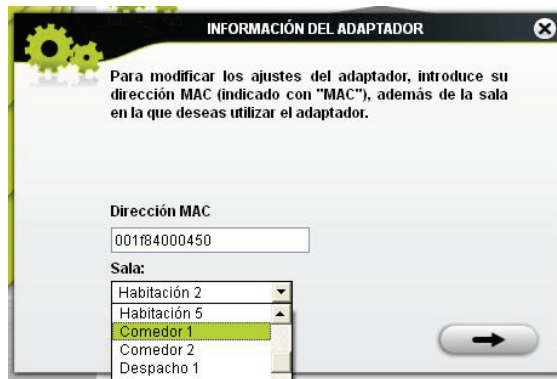 INFORMACIÓN DEL ADAPTADOR
Para modificar los ajustes del adaptador, introduce su
dirección MAC (indicado con "MAC"), además de la sala
en la que deseas utilizar el adaptador.
Dirección MAC
001f84000450
Sala:
Habitación 2
Habitación 5
Comedor 1
Comedor 2
Despacho 1